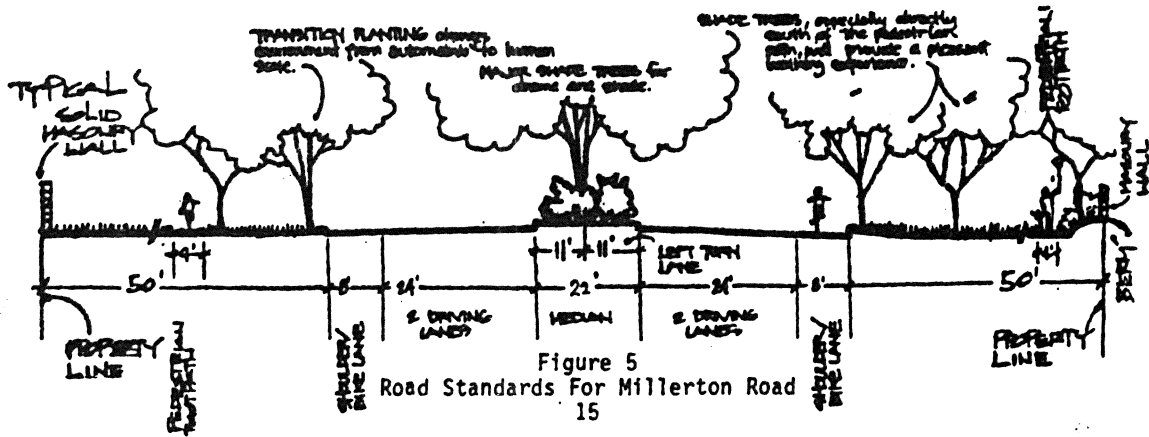 TRANSITION PLANTING changes
environment from automobile to human
scale.
MAJOR SHADE TREES for
drama and shade.
SHADE TREES, especially directly
south of the pedestrian
path, will provide a pleasant
walking experience.
PEDESTRIAN
FOOTPATH
TYPICAL
SOLID
MASONRY
WALL
MASONRY
WALL
4'
11' 11'
LEFT TURN
LANE
4'
BERM
50' 8' 24' 22' 24' 8' 50'
2 DRIVING
LANES
MEDIAN
2 DRIVING
LANES
PROPERTY
LINE
PEDESTRIAN
FOOTPATH
SHOULDER/
BIKE LANE
SHOULDER/
BIKE LANE
PROPERTY
LINE
Figure 5
Road Standards For Millerton Road
15